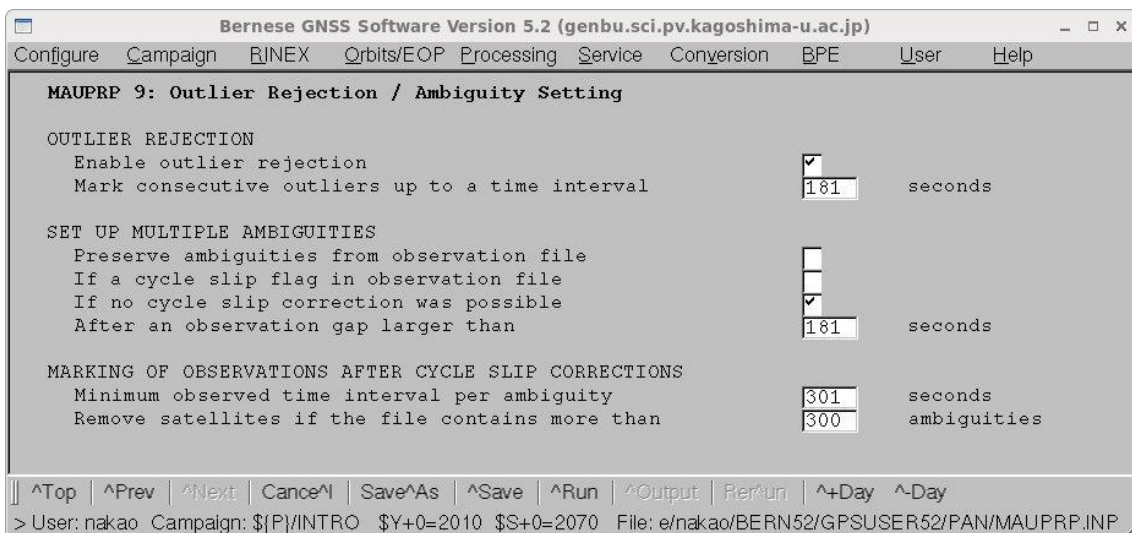 Bernese GNSS Software Version 5.2 (genbu.sci.pv.kagoshima-u.ac.jp)
Configure Campaign RINEX Orbits/EOP Processing Service Conversion BPE User Help
MAUPRP 9: Outlier Rejection / Ambiguity Setting
OUTLIER REJECTION
Enable outlier rejection
Mark consecutive outliers up to a time interval 181 seconds
SET UP MULTIPLE AMBIGUITIES
Preserve ambiguities from observation file
If a cycle slip flag in observation file
If no cycle slip correction was possible
After an observation gap larger than 181 seconds
MARKING OF OBSERVATIONS AFTER CYCLE SLIP CORRECTIONS
Minimum observed time interval per ambiguity 301 seconds
Remove satellites if the file contains more than 300 ambiguities
^Top | ^Prev | ^Next | Cance^l | Save^As | ^Save | ^Run | ^Output | Rer^un | ^+Day ^-Day
> User: nakao Campaign: ${P}/INTRO $Y+0=2010 $S+0=2070 File: e/nakao/BERN52/GPSUSER52/PAN/MAUPRP.INP